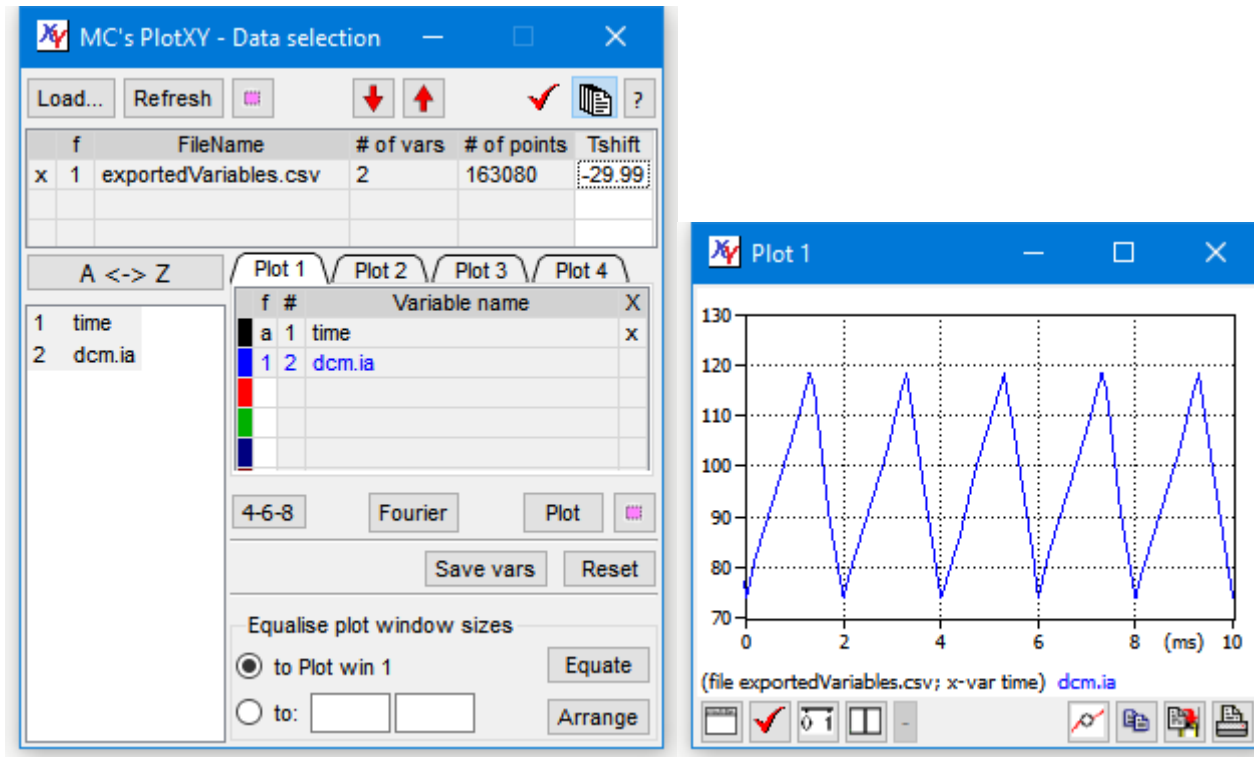 MC's PlotXY - Data selection
Load... Refresh ?
f FileName # of vars # of points Tshift
x 1 exportedVariables.csv 2 163080 -29.99
A <-> Z
1 time
2 dcm.ia
Plot 1 Plot 2 Plot 3 Plot 4
f # Variable name X
a 1 time x
1 2 dcm.ia
4-6-8 Fourier Plot
Save vars Reset
Equalise plot window sizes
to Plot win 1 Equate
to: Arrange
Plot 1
130
120
110
100
90
80
70
0 2 4 6 8 (ms) 10
(file exportedVariables.csv; x-var time) dcm.ia
0 1